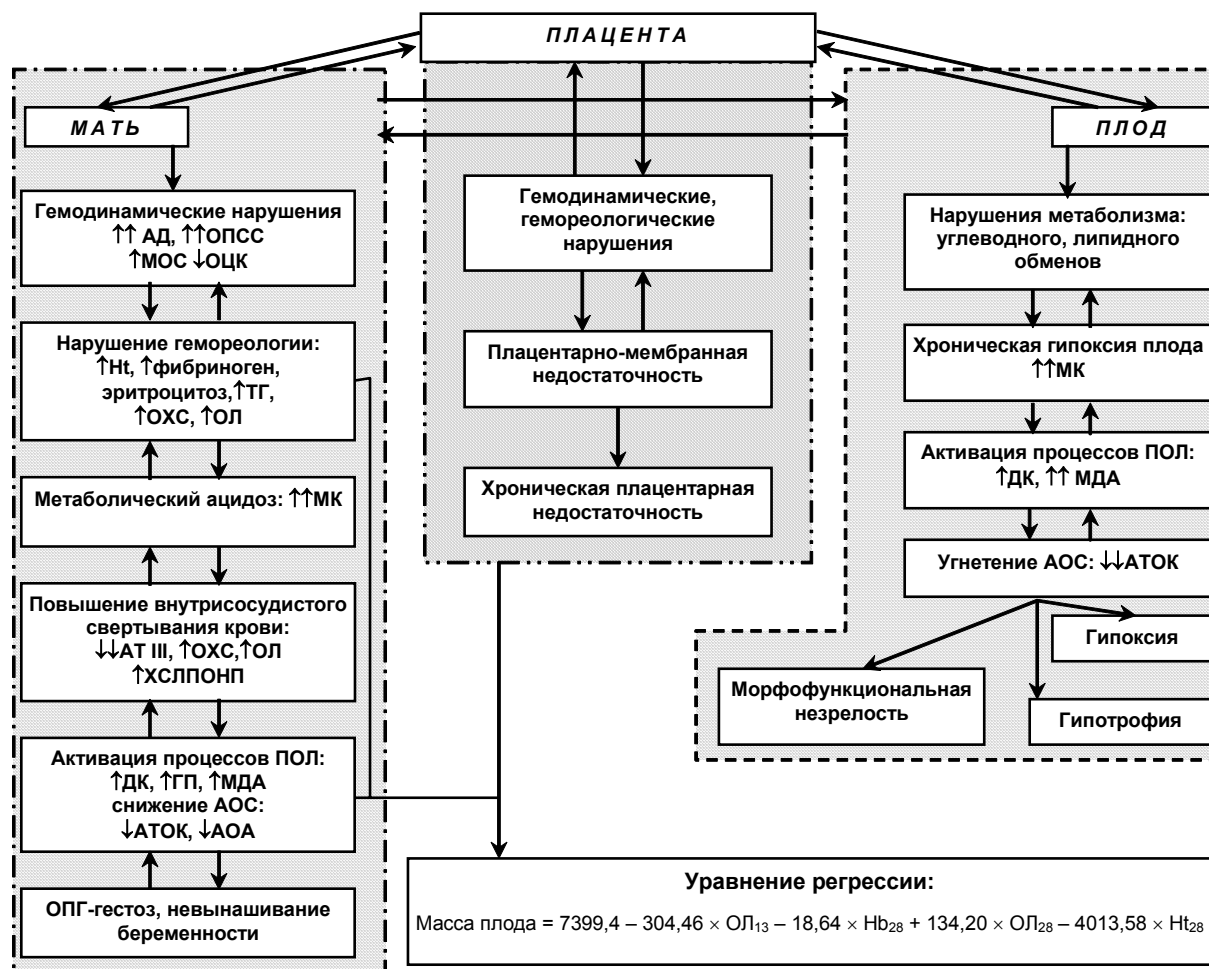 ПЛАЦЕНТА
МАТЬ
Гемодинамические нарушения
↑↑ АД, ↑↑ОПСС
↑МОС ↓ОЦК
Нарушение гемореологии:
↑Ht, ↑фибриноген,
эритроцитоз,↑ТГ,
↑ОХС, ↑ОЛ
Метаболический ацидоз: ↑↑МК
Повышение внутрисосудистого
свертывания крови:
↓↓АТ III, ↑ОХС,↑ОЛ
↑ХСЛПОНП
Активация процессов ПОЛ:
↑ДК, ↑ГП, ↑МДА
снижение АОС:
↓АТОК, ↓АОА
ОПГ-гестоз, невынашивание
беременности
Гемодинамические,
гемореологические
нарушения
Плацентарно-мембранная
недостаточность
Хроническая плацентарная
недостаточность
ПЛОД
Нарушения метаболизма:
углеводного, липидного
обменов
Хроническая гипоксия плода
↑↑МК
Активация процессов ПОЛ:
↑ДК, ↑↑ МДА
Угнетение АОС: ↓↓АТОК
Гипоксия
Морфофункциональная
незрелость
Гипотрофия
Уравнение регрессии:
Масса плода = 7399,4 – 304,46 × ОЛ₁₃ – 18,64 × Hb₂₈ + 134,20 × ОЛ₂₈ – 4013,58 × Ht₂₈